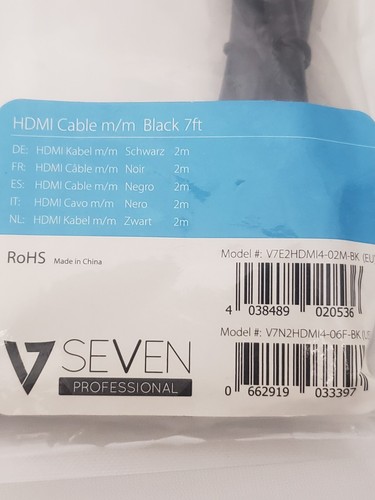 HDMI Cable m/m Black 7ft
DE: HDMI Kabel m/m Schwarz 2m
FR: HDMI Câble m/m Noir 2m
ES: HDMI Cable m/m Negro 2m
IT: HDMI Cavo m/m Nero 2m
NL: HDMI Kabel m/m Zwart 2m
RoHS Made in China
Model #: V7E2HDMI4-02M-BK (EU
4 038489 020536
Model #: V7N2HDMI4-06F-BK
0 662919 033397
V7 SEVEN
PROFESSIONAL